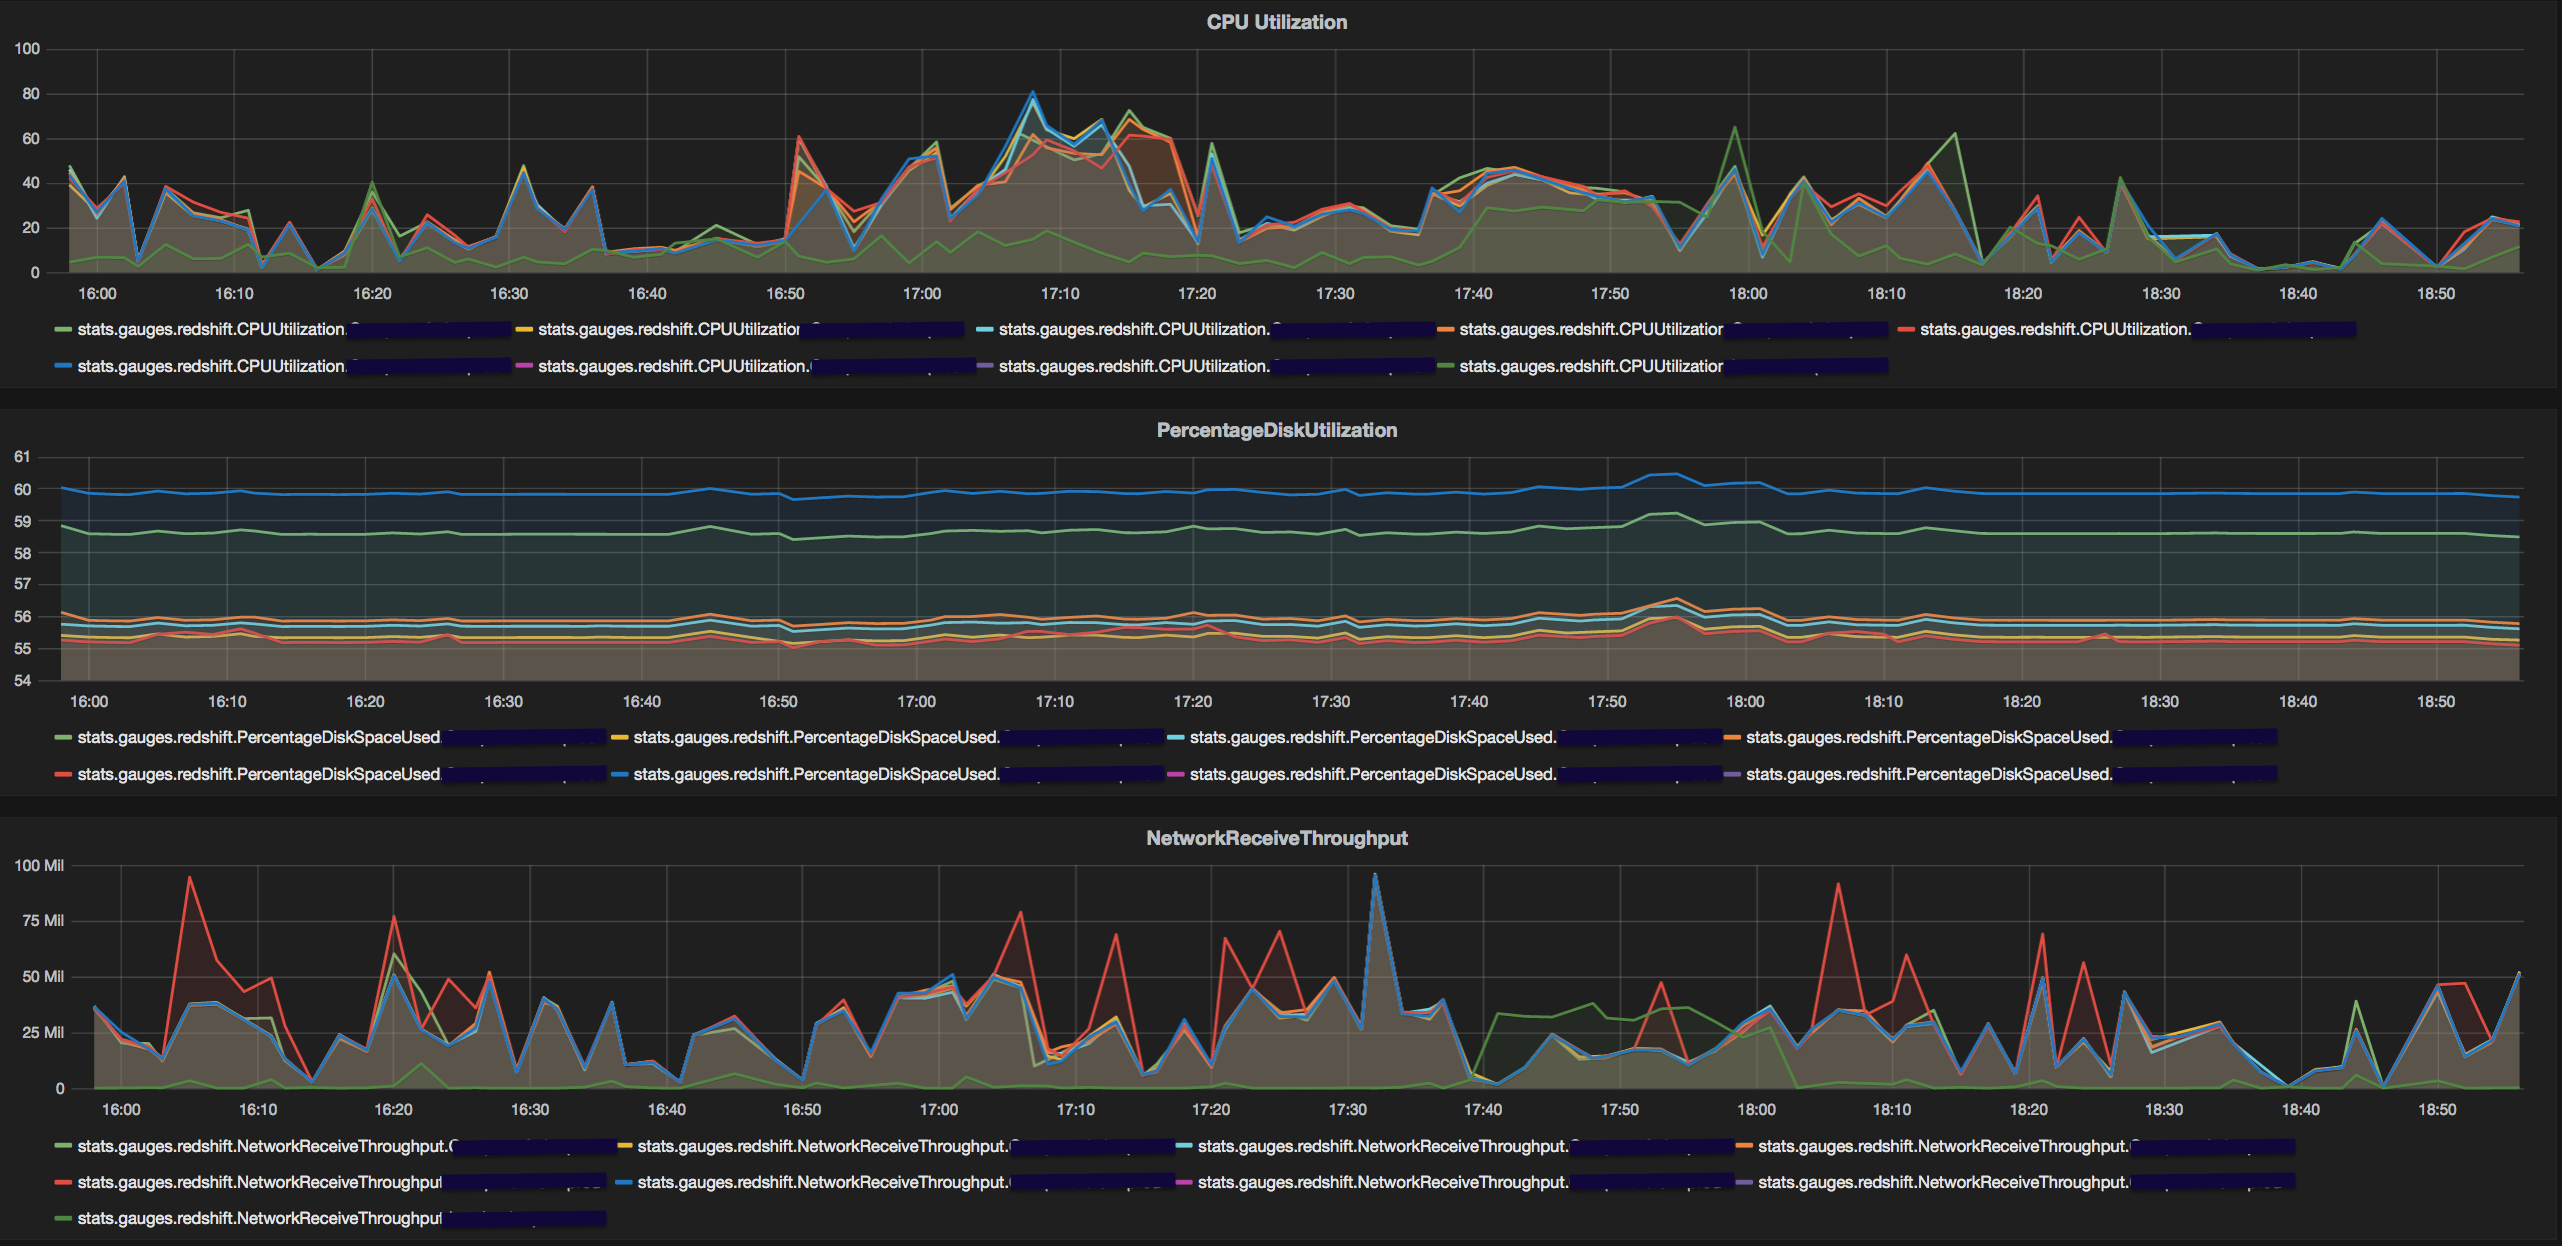 CPU Utilization
100
80
60
40
20
0
16:00 16:10 16:20 16:30 16:40 16:50 17:00 17:10 17:20 17:30 17:40 17:50 18:00 18:10 18:20 18:30 18:40 18:50
stats.gauges.redshift.CPUUtilization. stats.gauges.redshift.CPUUtilization stats.gauges.redshift.CPUUtilization. stats.gauges.redshift.CPUUtilization stats.gauges.redshift.CPUUtilization.
stats.gauges.redshift.CPUUtilization. stats.gauges.redshift.CPUUtilization. stats.gauges.redshift.CPUUtilization. stats.gauges.redshift.CPUUtilization
PercentageDiskUtilization
61
60
59
58
57
56
55
54
16:00 16:10 16:20 16:30 16:40 16:50 17:00 17:10 17:20 17:30 17:40 17:50 18:00 18:10 18:20 18:30 18:40 18:50
stats.gauges.redshift.PercentageDiskSpaceUsed. stats.gauges.redshift.PercentageDiskSpaceUsed. stats.gauges.redshift.PercentageDiskSpaceUsed. stats.gauges.redshift.PercentageDiskSpaceUsed.
stats.gauges.redshift.PercentageDiskSpaceUsed. stats.gauges.redshift.PercentageDiskSpaceUsed. stats.gauges.redshift.PercentageDiskSpaceUsed. stats.gauges.redshift.PercentageDiskSpaceUsed.
NetworkReceiveThroughput
100 Mil
75 Mil
50 Mil
25 Mil
0
16:00 16:10 16:20 16:30 16:40 16:50 17:00 17:10 17:20 17:30 17:40 17:50 18:00 18:10 18:20 18:30 18:40 18:50
stats.gauges.redshift.NetworkReceiveThroughput. stats.gauges.redshift.NetworkReceiveThroughput. stats.gauges.redshift.NetworkReceiveThroughput. stats.gauges.redshift.NetworkReceiveThroughput.
stats.gauges.redshift.NetworkReceiveThroughput stats.gauges.redshift.NetworkReceiveThroughput. stats.gauges.redshift.NetworkReceiveThroughput. stats.gauges.redshift.NetworkReceiveThroughput.
stats.gauges.redshift.NetworkReceiveThroughput